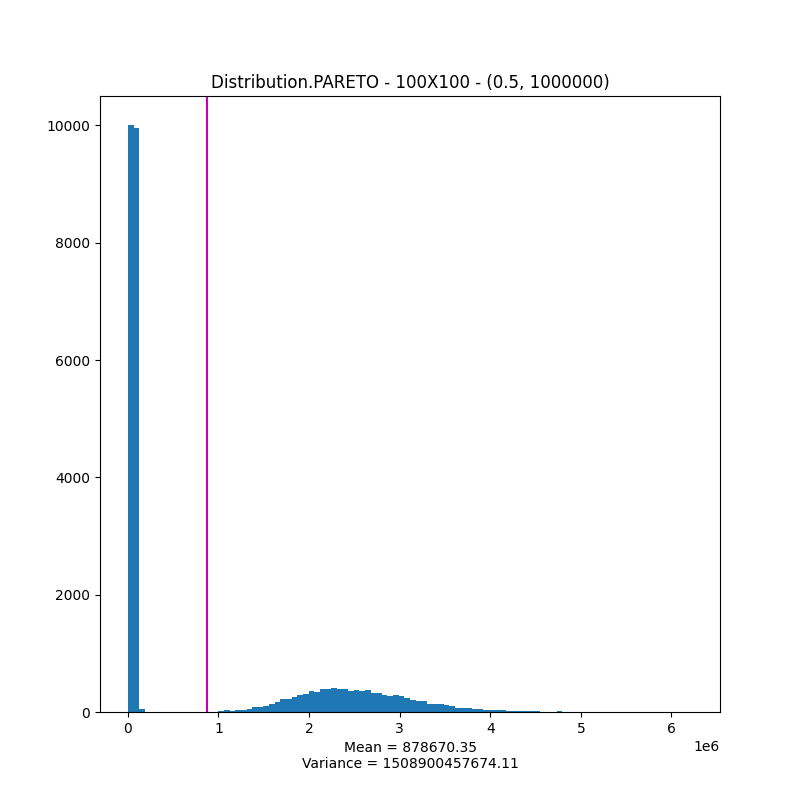 Distribution.PARETO - 100X100 - (0.5, 1000000)
10000
8000
6000
4000
2000
0
0 1 2 3 4 5 6
1e6
Mean = 878670.35
Variance = 1508900457674.11